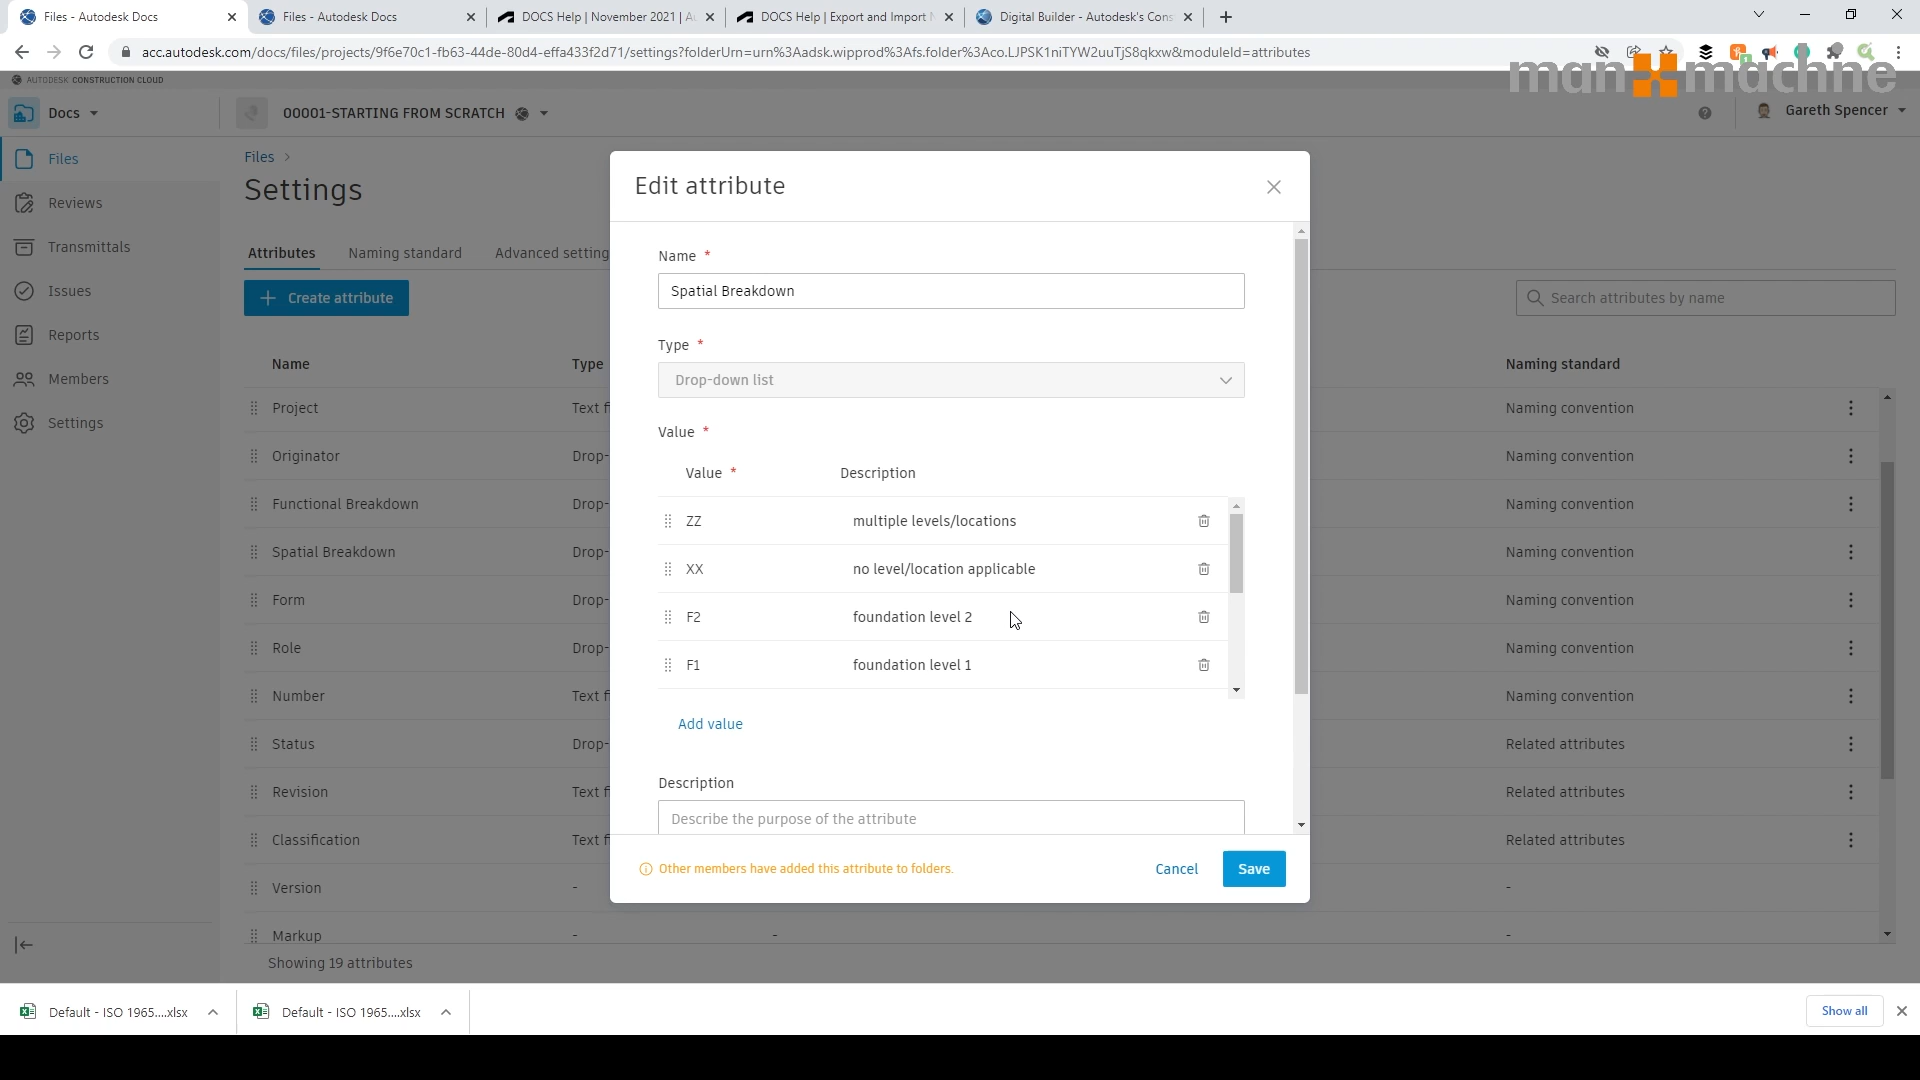 Files - Autodesk Docs
Files - Autodesk Docs
DOCS Help | November 2021 | A
DOCS Help | Export and Import N
Digital Builder - Autodesk's Cons
acc.autodesk.com/docs/files/projects/9f6e70c1-fb63-44de-80d4-effa433f2d71/settings?folderUrn=urn%3Aadsk.wipprod%3Afs.folder%3Aco.LJPSK1niTYW2uuTjS8qkxw&moduleId=attributes
AUTODESK CONSTRUCTION CLOUD
man machine
Docs
00001-STARTING FROM SCRATCH
Gareth Spencer
Files
Reviews
Transmittals
Issues
Reports
Members
Settings
Files
Settings
Attributes
Naming standard
Advanced setting
Create attribute
Search attributes by name
Name
Type
Naming standard
Project
Text f
Naming convention
Originator
Drop-
Naming convention
Functional Breakdown
Drop-
Naming convention
Spatial Breakdown
Drop-
Naming convention
Form
Drop-
Naming convention
Role
Drop-
Naming convention
Number
Text f
Naming convention
Status
Drop-
Related attributes
Revision
Text f
Related attributes
Classification
Text f
Related attributes
Version
-
-
Markup
-
-
-
Showing 19 attributes
Edit attribute
Name *
Spatial Breakdown
Type *
Drop-down list
Value *
Value *
Description
ZZ
multiple levels/locations
XX
no level/location applicable
F2
foundation level 2
F1
foundation level 1
Add value
Description
Describe the purpose of the attribute
Other members have added this attribute to folders.
Cancel
Save
Default - ISO 1965....xlsx
Default - ISO 1965....xlsx
Show all